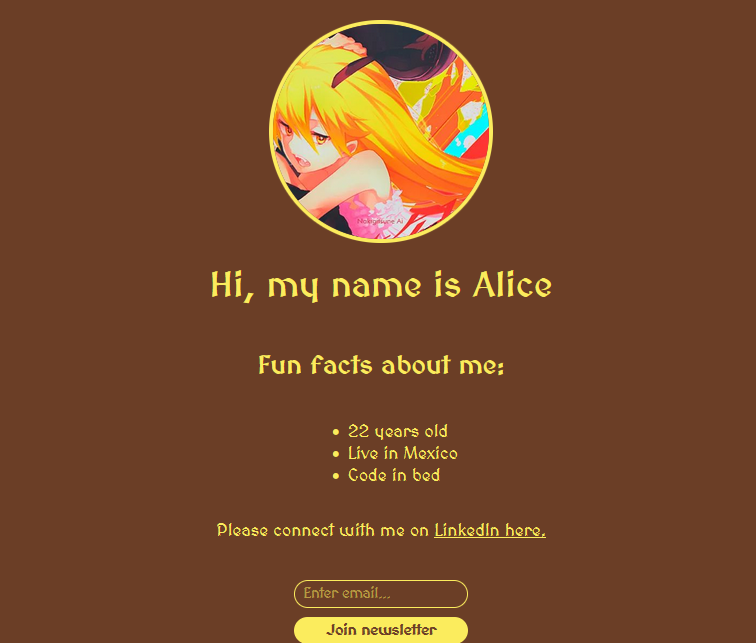 Hi, my name is Alice
Fun facts about me:
22 years old
Live in Mexico
Code in bed
Please connect with me on LinkedIn here.
Enter email...
Join newsletter